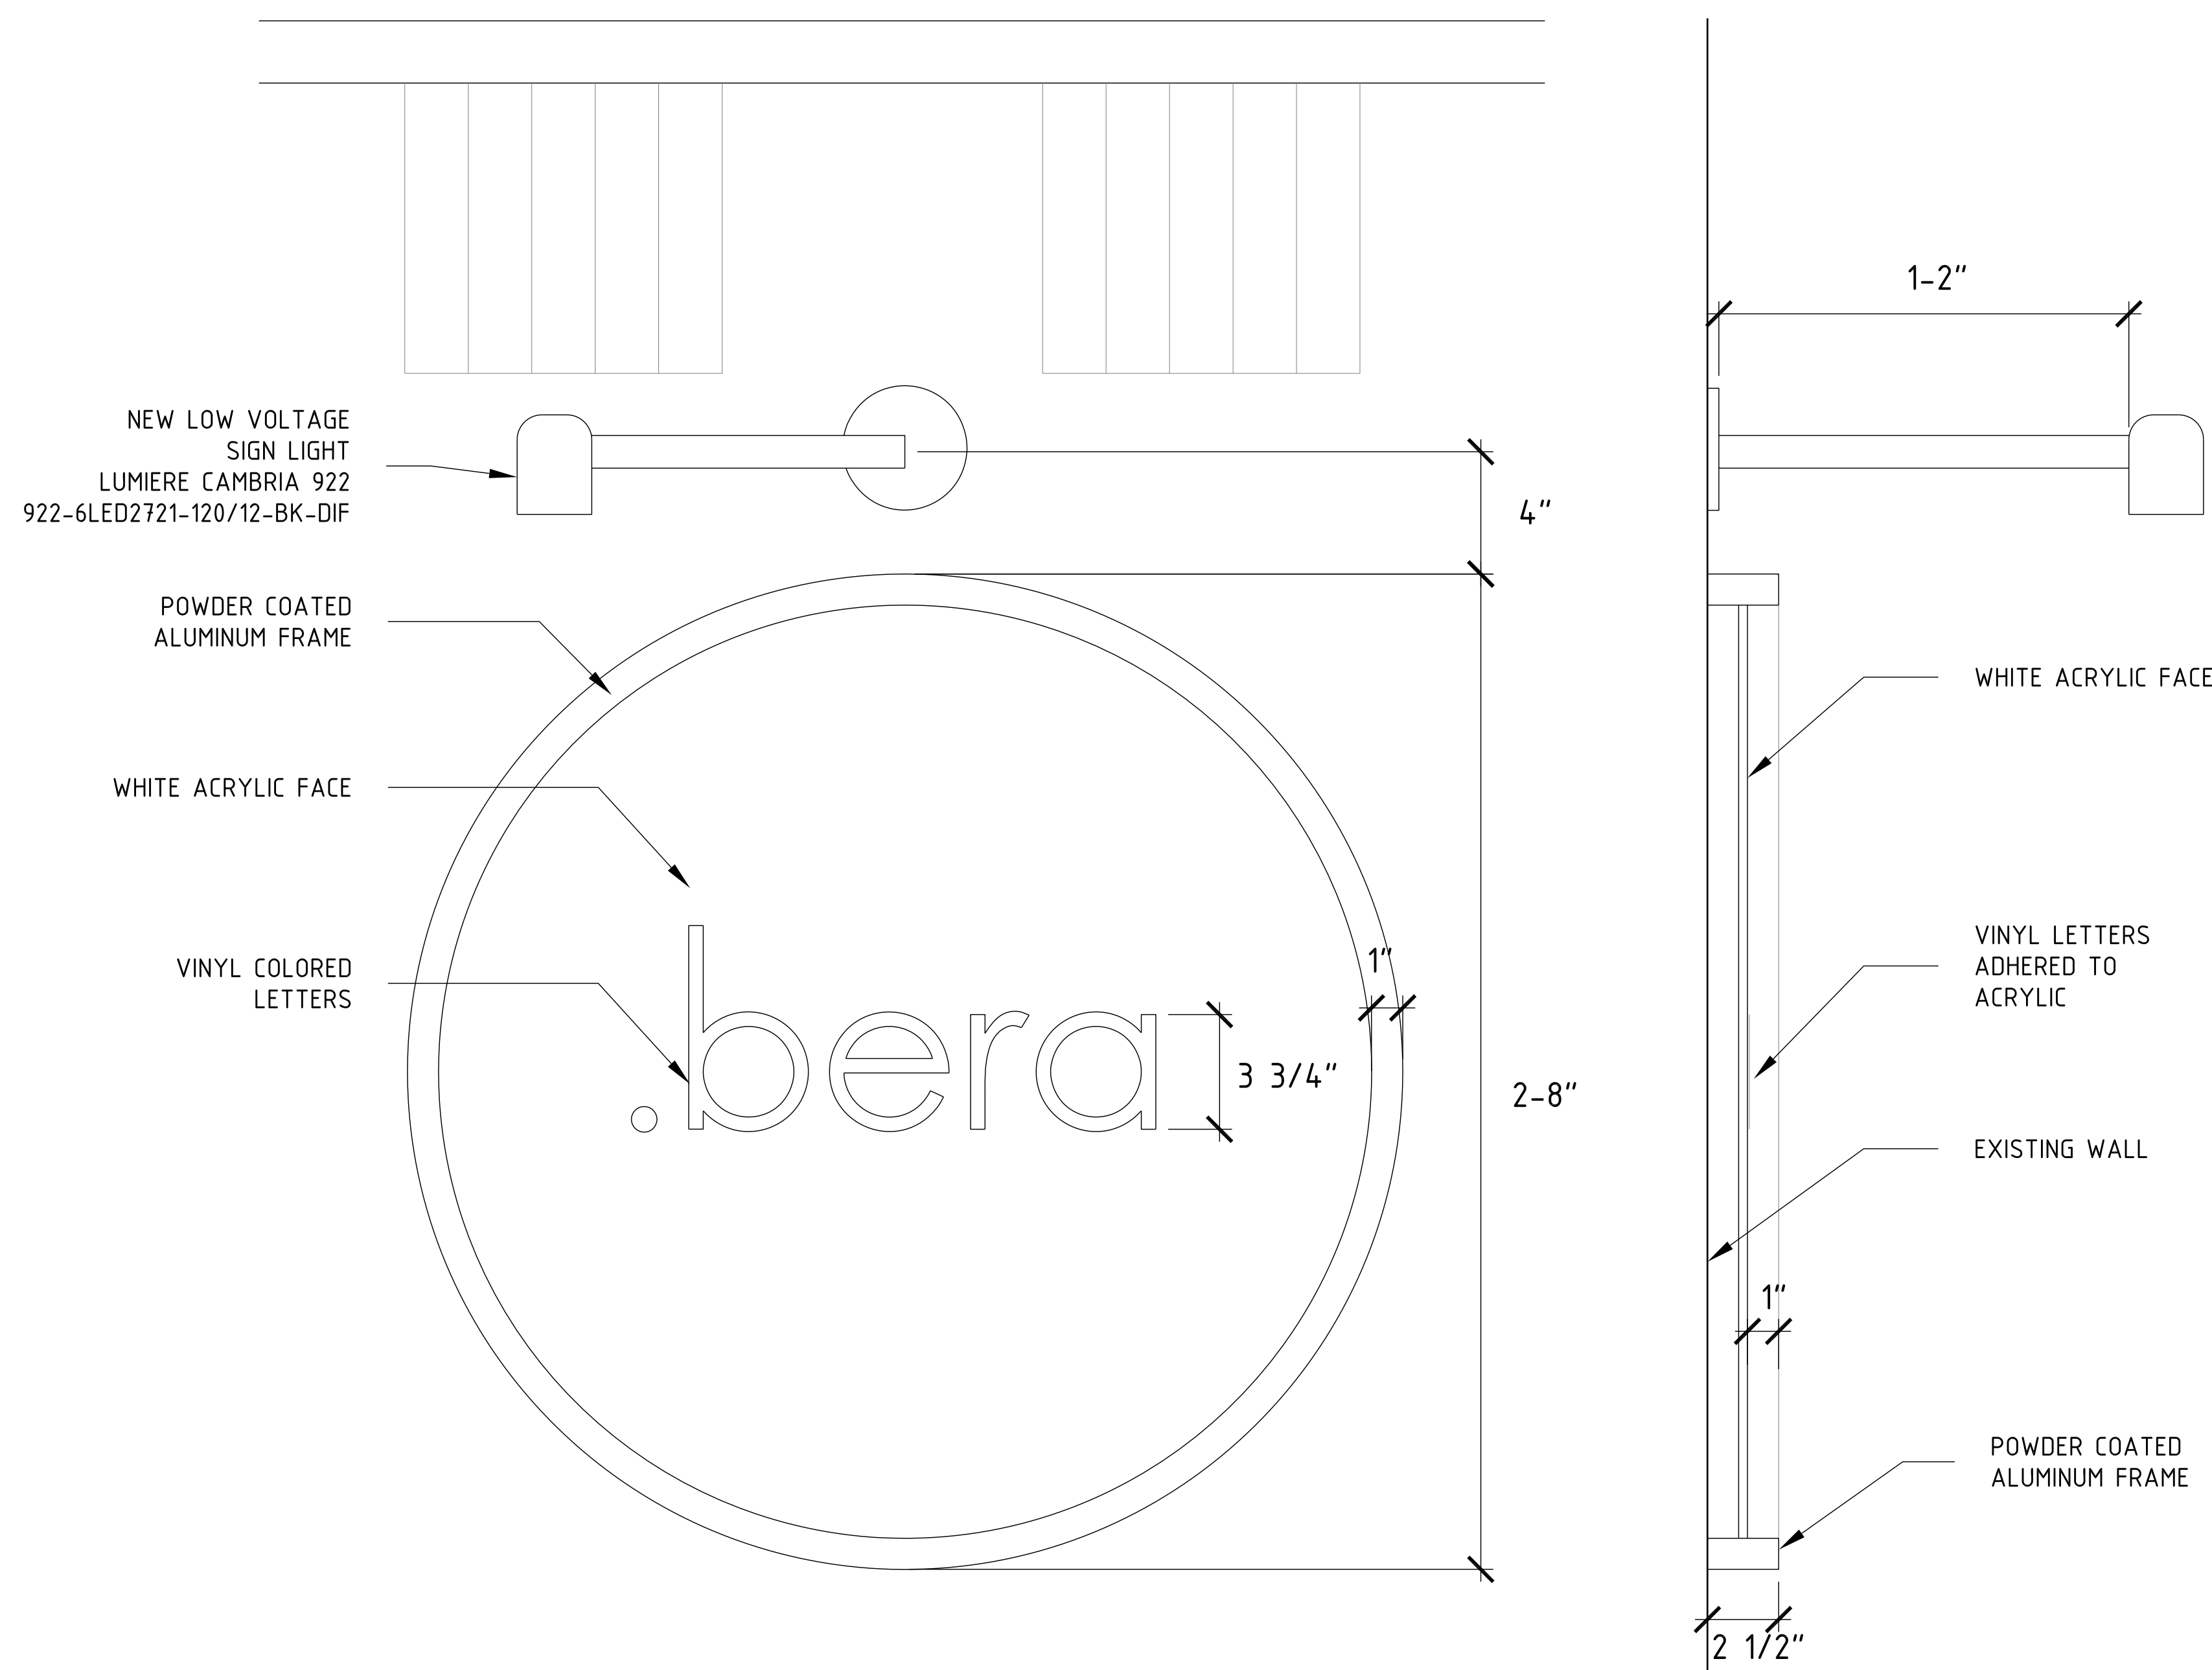 1-2"
NEW LOW VOLTAGE
SIGN LIGHT
LUMIERE CAMBRIA 922
922-6LED2721-120/12-BK-DIF
4"
POWDER COATED
ALUMINUM FRAME
WHITE ACRYLIC FACE
WHITE ACRYLIC FACE
VINYL COLORED
LETTERS
.bera
1"
3 3/4"
2-8"
VINYL LETTERS
ADHERED TO
ACRYLIC
EXISTING WALL
1"
POWDER COATED
ALUMINUM FRAME
2 1/2"